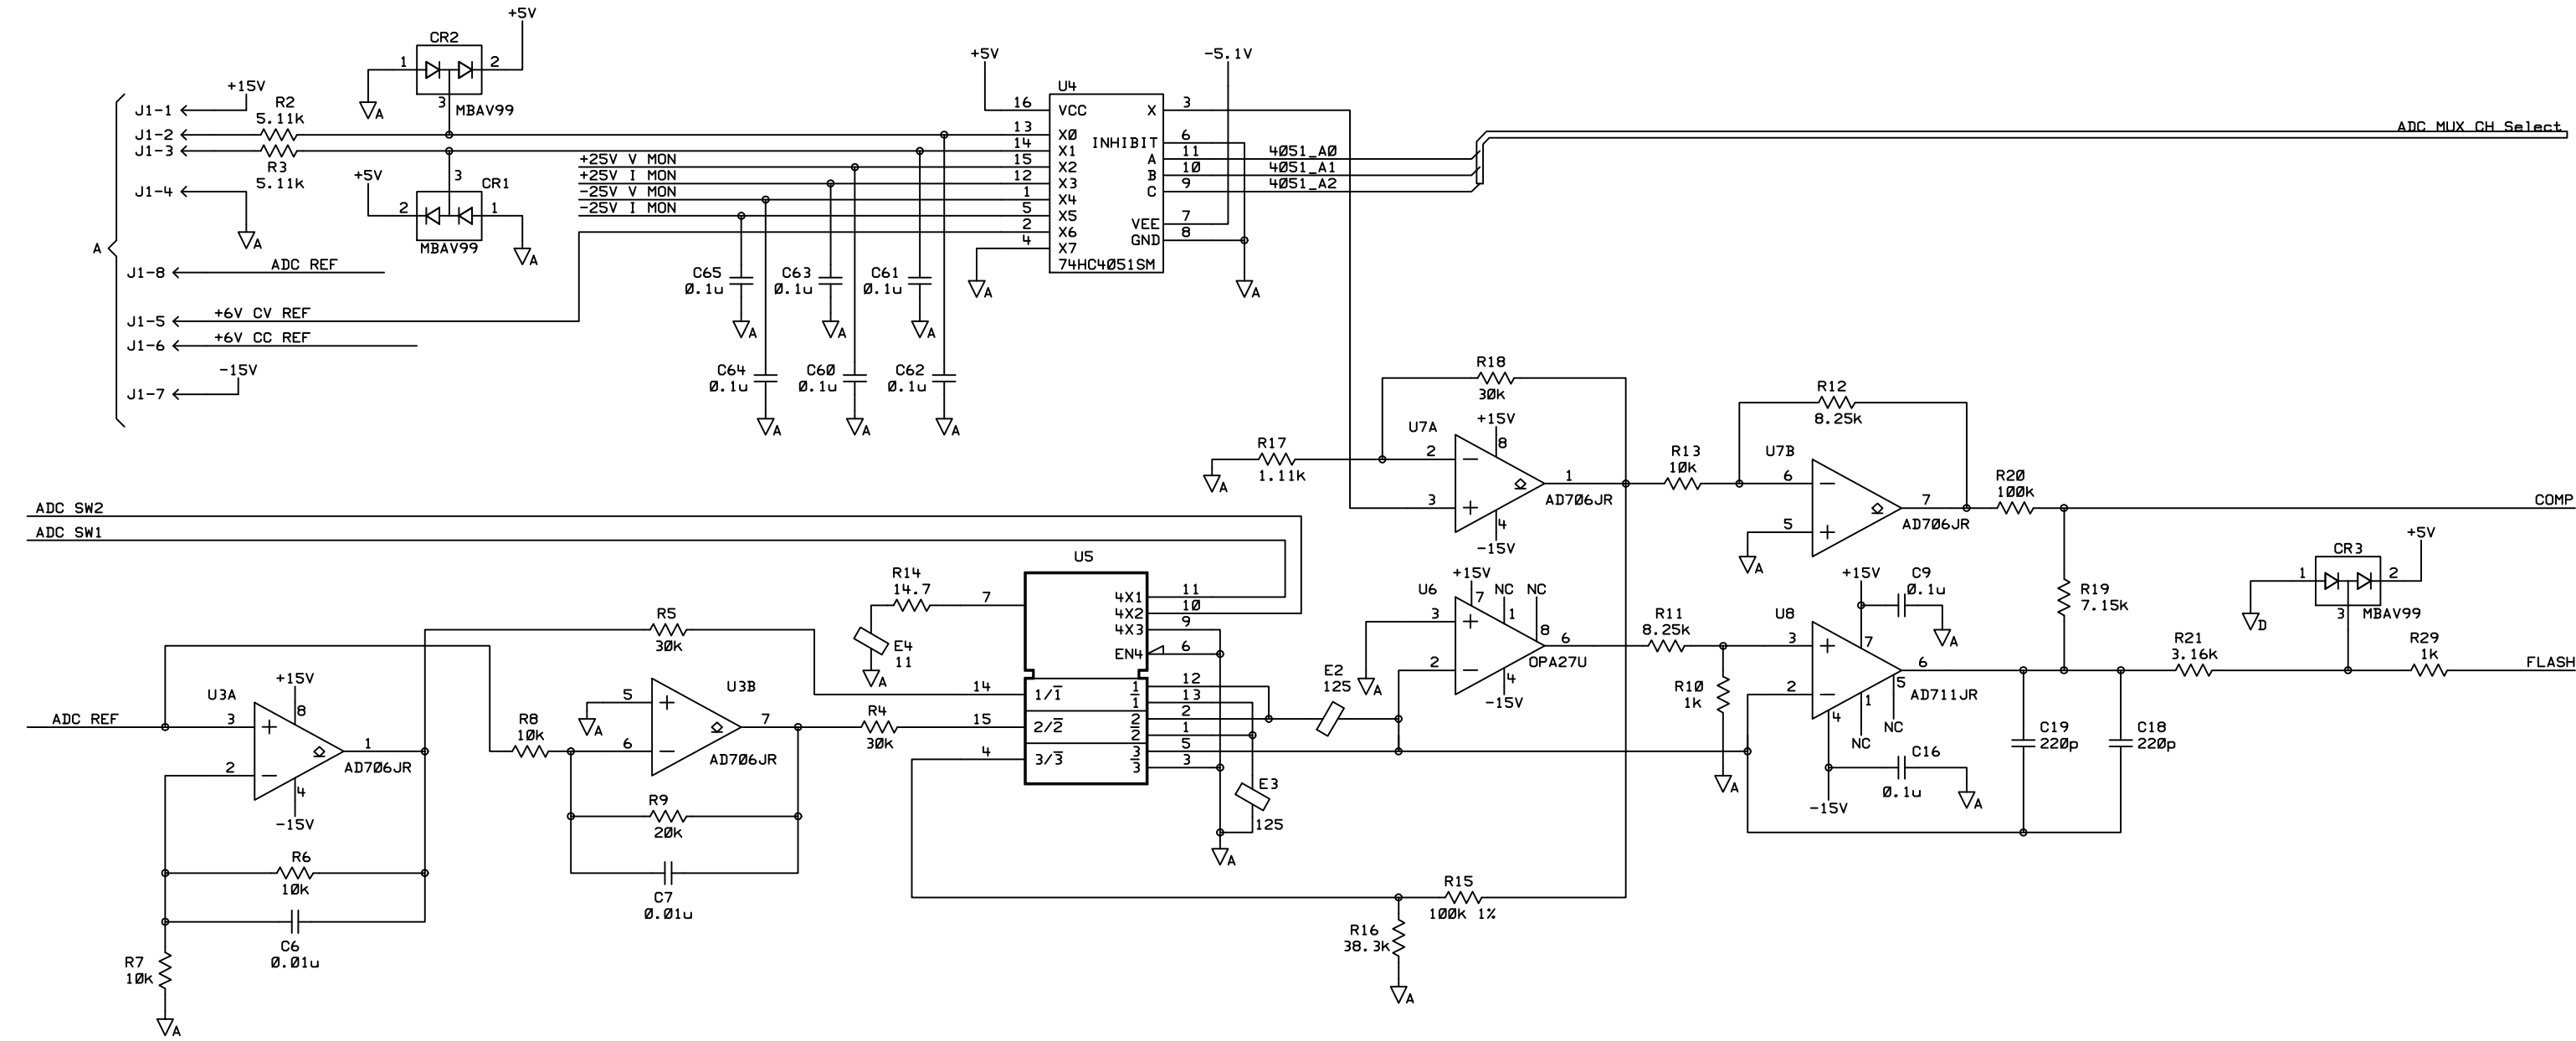 +5V
CR2
1
2
3
MBAV99
A
+15V
J1-1
R2
5.11k
J1-2
J1-3
R3
5.11k
+5V
3
CR1
2
1
MBAV99
A
J1-4
A
A
J1-8
ADC REF
J1-5
+6V CV REF
J1-6
+6V CC REF
-15V
J1-7
+25V V MON
+25V I MON
-25V V MON
-25V I MON
+5V
-5.1V
U4
16
VCC
X
3
13
X0
14
X1
INHIBIT
6
15
X2
A
11
4051_A0
12
X3
B
10
4051_A1
1
X4
C
9
4051_A2
5
X5
2
X6
VEE
7
4
X7
GND
8
74HC4051SM
A
A
ADC MUX CH Select
C65
0.1u
C63
0.1u
C61
0.1u
A
A
A
C64
0.1u
C60
0.1u
C62
0.1u
A
A
A
R18
30k
U7A
+15V
8
R17
1.11k
2
3
1
4
AD706JR
-15V
A
R12
8.25k
R13
10k
U7B
6
5
7
AD706JR
A
R20
100k
COMP
ADC SW2
ADC SW1
R14
14.7
7
E4
11
A
U5
4X1
11
4X2
10
4X3
9
EN4
6
14
1/1
1
12
1
13
15
2/2
2
2
2
1
4
3/3
3
5
3
3
E2
125
E3
125
A
R5
30k
U3A
+15V
8
ADC REF
3
2
1
4
AD706JR
-15V
R6
10k
C6
0.01u
R7
10k
A
R8
10k
U3B
5
6
7
AD706JR
A
R9
20k
C7
0.01u
R4
30k
U6
+15V
NC
NC
7
1
8
3
2
6
4
OPA27U
-15V
A
R11
8.25k
R10
1k
A
U8
+15V
C9
0.1u
A
7
3
2
6
5
AD711JR
4
1
NC
NC
-15V
C16
0.1u
A
R19
7.15k
C19
220p
C18
220p
R21
3.16k
CR3
+5V
1
2
3
MBAV99
D
R29
1k
FLASH
R15
100k 1%
R16
38.3k
A